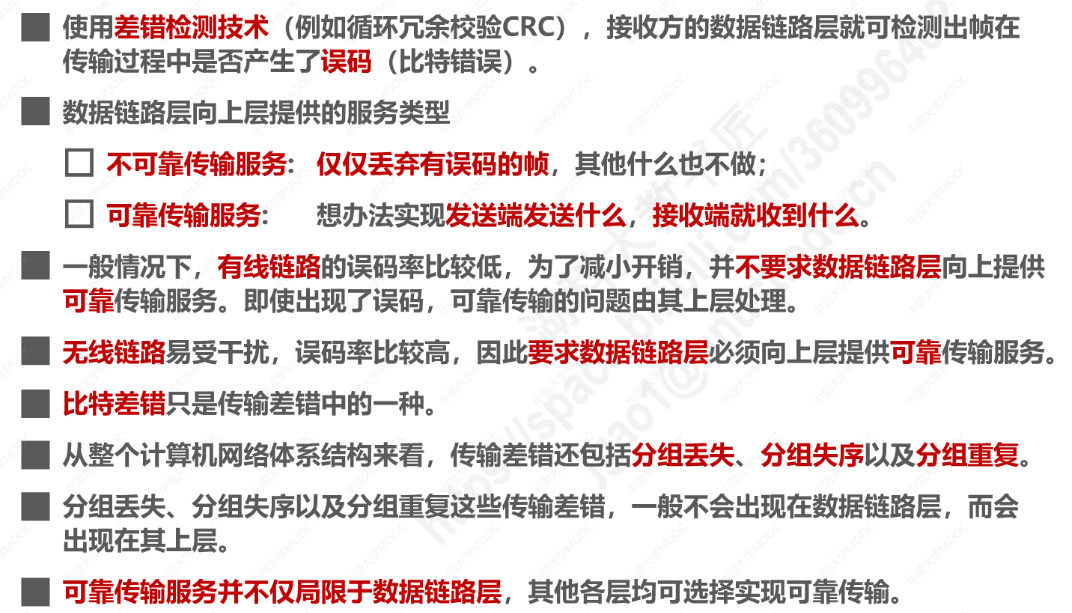 使用差错检测技术（例如循环冗余校验CRC），接收方的数据链路层就可检测出帧在
传输过程中是否产生了误码（比特错误）。
数据链路层向上层提供的服务类型
不可靠传输服务： 仅仅丢弃有误码的帧，其他什么也不做；
可靠传输服务： 想办法实现发送端发送什么，接收端就收到什么。
一般情况下，有线链路的误码率比较低，为了减小开销，并不要求数据链路层向上提供
可靠传输服务。即使出现了误码，可靠传输的问题由其上层处理。
无线链路易受干扰，误码率比较高，因此要求数据链路层必须向上层提供可靠传输服务。
比特差错只是传输差错中的一种。
从整个计算机网络体系结构来看，传输差错还包括分组丢失、分组失序以及分组重复。
分组丢失、分组失序以及分组重复这些传输差错，一般不会出现在数据链路层，而会
出现在其上层。
可靠传输服务并不仅局限于数据链路层，其他各层均可选择实现可靠传输。